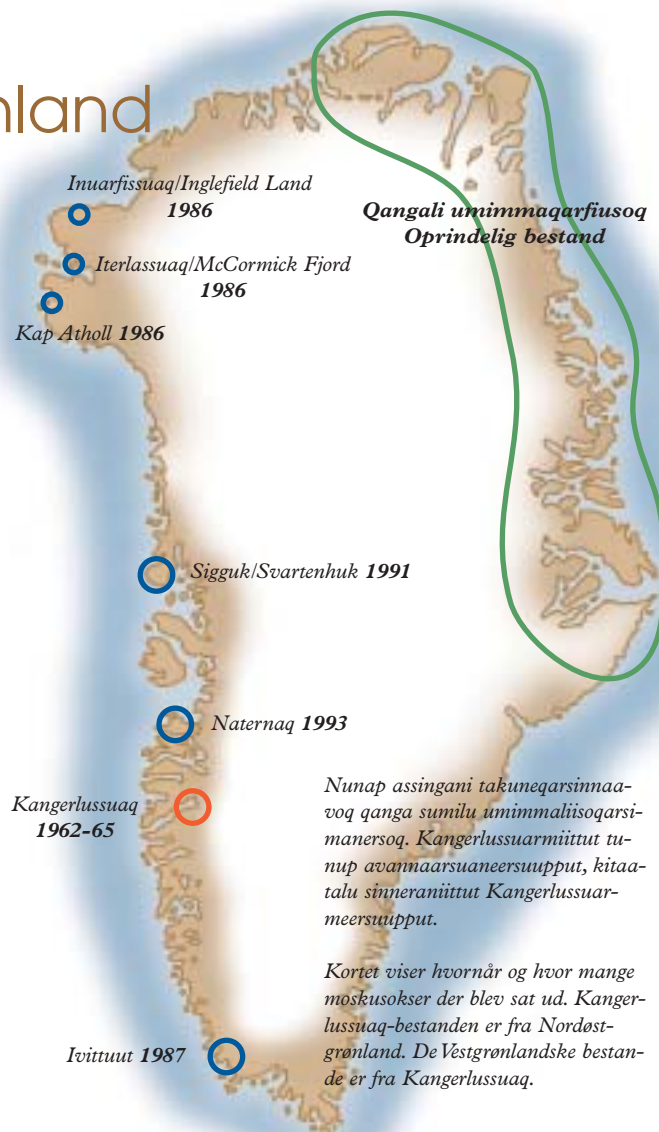 Inuarfissuaq/Inglefield Land
1986
Qangali umimmaqarfiusoq
Oprindelig bestand
Iterlassuaq/McCormick Fjord
1986
Kap Atholl 1986
Sigguk/Svartenhuk 1991
Naternaq 1993
Kangerlussuaq
1962-65
Nunap assingani takuneqarsinnaa-
voq qanga sumilu umimmaliisoqarsi-
manersoq. Kangerlussuarmiittut tu-
nup avannaarsuaneersuupput, kitaa-
talu sinneraniittut Kangerlussuar-
meersuupput.
Kortet viser hvornår og hvor mange
moskusokser der blev sat ud. Kanger-
lussuaq-bestanden er fra Nordøst-
grønland. De Vestgrønlandske bestan-
de er fra Kangerlussuaq.
Ivittuut 1987